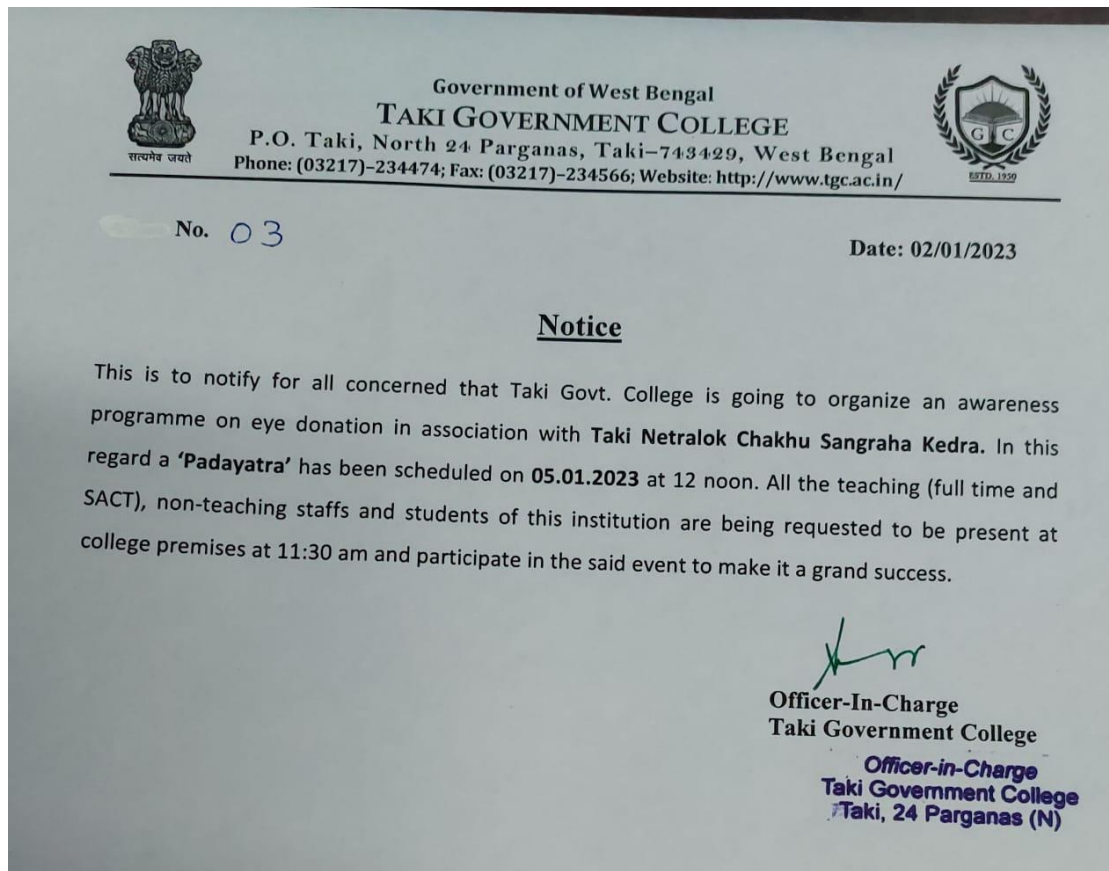 Government of West Bengal
TAKI GOVERNMENT COLLEGE
P.O. Taki, North 24 Parganas, Taki–743429, West Bengal
Phone: (03217)–234474; Fax: (03217)–234566; Website: http://www.tgc.ac.in/
सत्यमेव जयते
G C
ESTD. 1950
No. 03
Date: 02/01/2023
Notice
This is to notify for all concerned that Taki Govt. College is going to organize an awareness
programme on eye donation in association with Taki Netralok Chakhu Sangraha Kedra. In this
regard a ‘Padayatra’ has been scheduled on 05.01.2023 at 12 noon. All the teaching (full time and
SACT), non-teaching staffs and students of this institution are being requested to be present at
college premises at 11:30 am and participate in the said event to make it a grand success.
Officer-In-Charge
Taki Government College
Officer-in-Charge
Taki Government College
Taki, 24 Parganas (N)